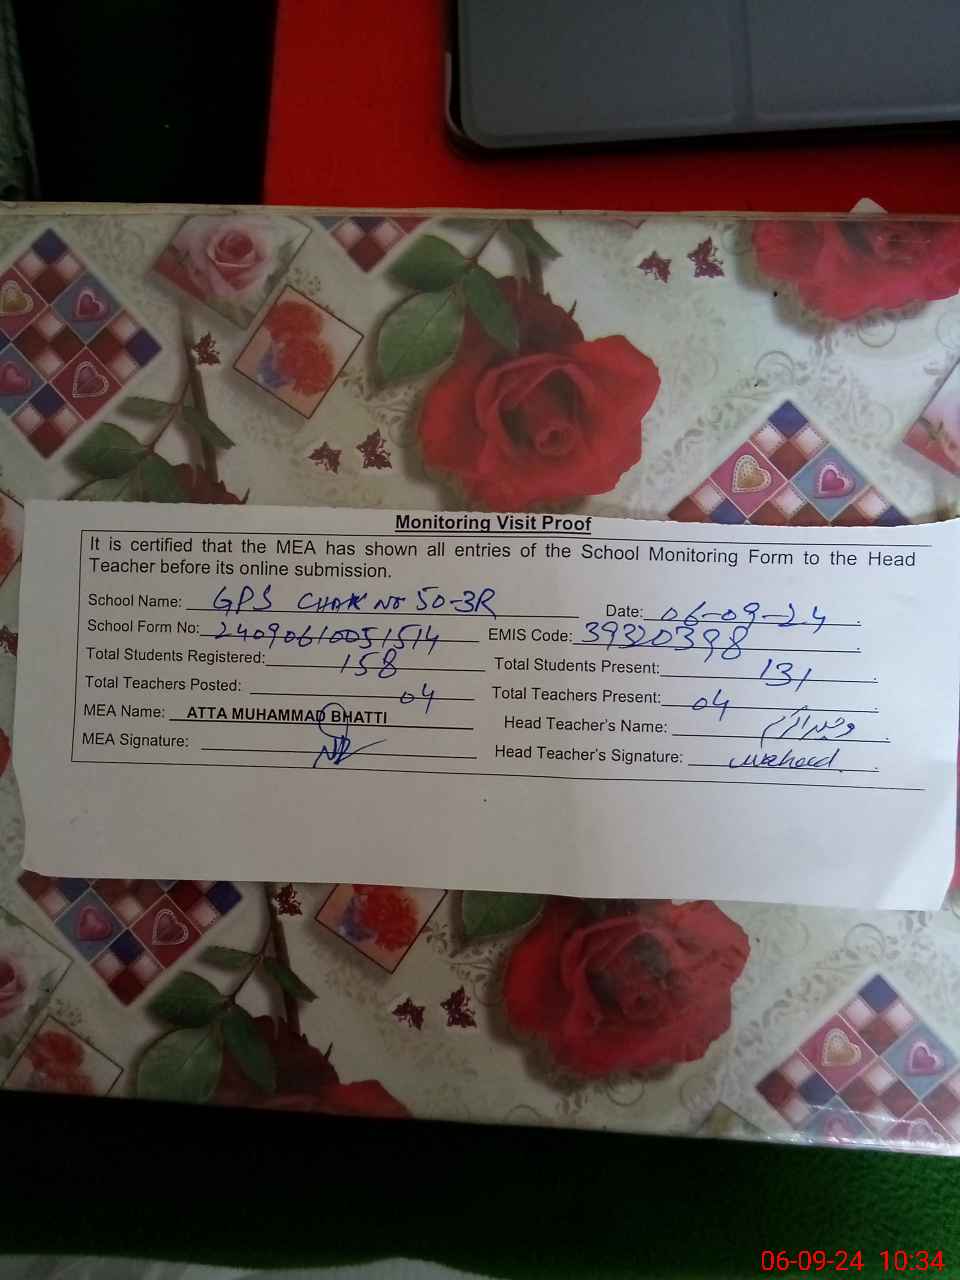 Monitoring Visit Proof
It is certified that the MEA has shown all entries of the School Monitoring Form to the Head
Teacher before its online submission.
School Name: GPS CHAK NO 50-3R Date: 06-09-24
School Form No: 24090610051514 EMIS Code: 39320398
Total Students Registered: 158 Total Students Present: 131
Total Teachers Posted: 04 Total Teachers Present: 04
MEA Name: ATTA MUHAMMAD BHATTI Head Teacher's Name:
MEA Signature: Head Teacher's Signature: waheed
06-09-24 10:34